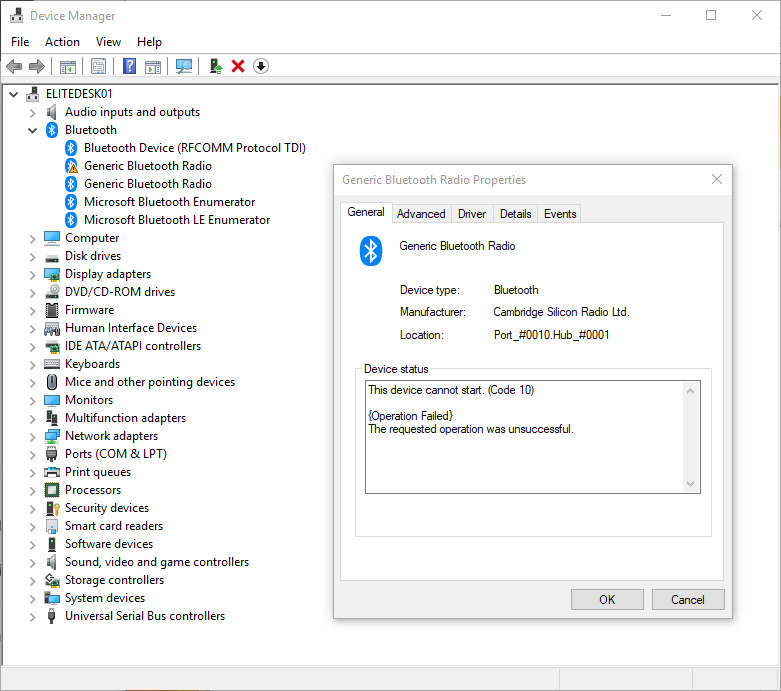 Device Manager
File Action View Help
ELITEDESK01
Audio inputs and outputs
Bluetooth
Bluetooth Device (RFCOMM Protocol TDI)
Generic Bluetooth Radio
Generic Bluetooth Radio
Microsoft Bluetooth Enumerator
Microsoft Bluetooth LE Enumerator
Computer
Disk drives
Display adapters
DVD/CD-ROM drives
Firmware
Human Interface Devices
IDE ATA/ATAPI controllers
Keyboards
Mice and other pointing devices
Monitors
Multifunction adapters
Network adapters
Ports (COM & LPT)
Print queues
Processors
Security devices
Smart card readers
Software devices
Sound, video and game controllers
Storage controllers
System devices
Universal Serial Bus controllers
Generic Bluetooth Radio Properties
General Advanced Driver Details Events
Generic Bluetooth Radio
Device type: Bluetooth
Manufacturer: Cambridge Silicon Radio Ltd.
Location: Port_#0010.Hub_#0001
Device status
This device cannot start. (Code 10)
{Operation Failed}
The requested operation was unsuccessful.
OK Cancel